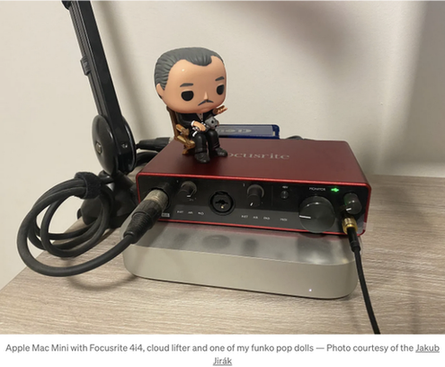 ocusrite
Apple Mac Mini with Focusrite 4i4, cloud lifter and one of my funko pop dolls — Photo courtesy of the Jakub
Jirák